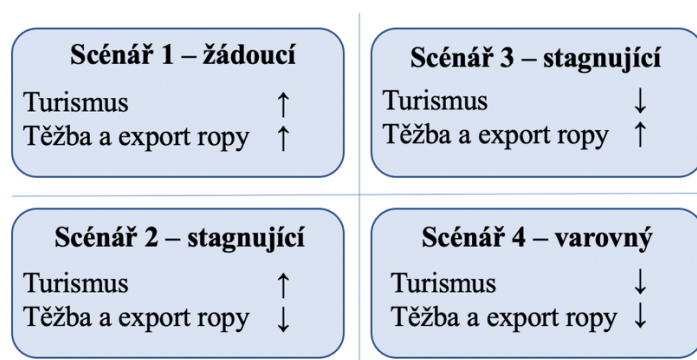 Scénář 1 – žádoucí
Turismus ↑
Těžba a export ropy ↑
Scénář 3 – stagnující
Turismus ↓
Těžba a export ropy ↑
Scénář 2 – stagnující
Turismus ↑
Těžba a export ropy ↓
Scénář 4 – varovný
Turismus ↓
Těžba a export ropy ↓